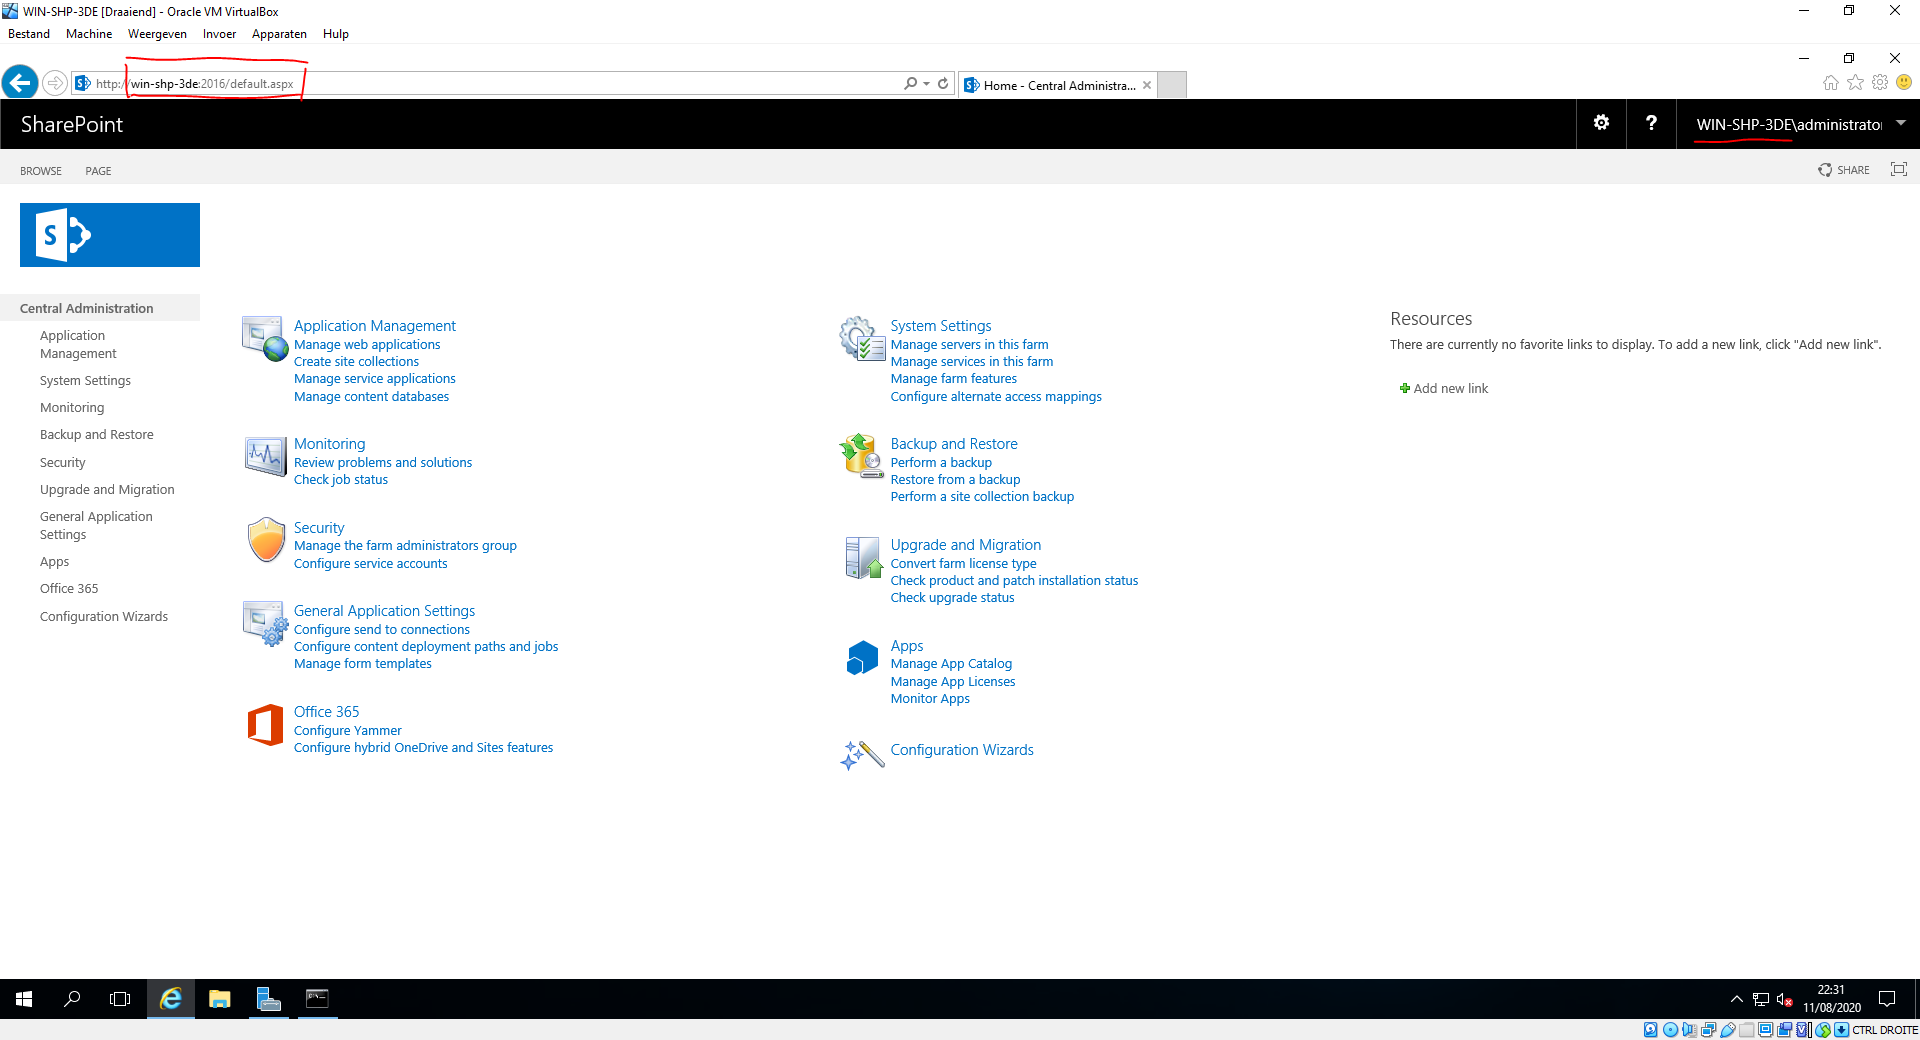 WIN-SHP-3DE [Draaiend] - Oracle VM VirtualBox
Bestand Machine Weergeven Invoer Apparaten Hulp
http://win-shp-3de:2016/default.aspx
Home - Central Administra...
SharePoint
?
WIN-SHP-3DE\administrato
BROWSE PAGE
SHARE
S
Central Administration
Application
Management
System Settings
Monitoring
Backup and Restore
Security
Upgrade and Migration
General Application
Settings
Apps
Office 365
Configuration Wizards
Application Management
Manage web applications
Create site collections
Manage service applications
Manage content databases
Monitoring
Review problems and solutions
Check job status
Security
Manage the farm administrators group
Configure service accounts
General Application Settings
Configure send to connections
Configure content deployment paths and jobs
Manage form templates
Office 365
Configure Yammer
Configure hybrid OneDrive and Sites features
System Settings
Manage servers in this farm
Manage services in this farm
Manage farm features
Configure alternate access mappings
Backup and Restore
Perform a backup
Restore from a backup
Perform a site collection backup
Upgrade and Migration
Convert farm license type
Check product and patch installation status
Check upgrade status
Apps
Manage App Catalog
Manage App Licenses
Monitor Apps
Configuration Wizards
Resources
There are currently no favorite links to display. To add a new link, click "Add new link".
Add new link
22:31
11/08/2020
CTRL DROITE